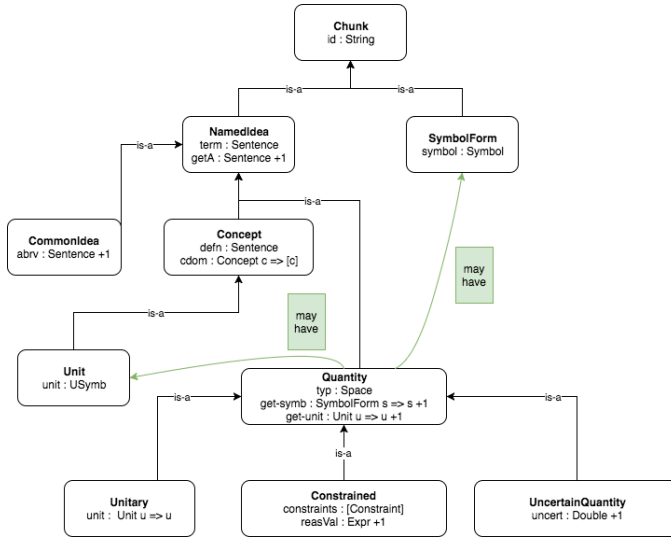 Chunk
id : String
is-a
is-a
NamedIdea
term : Sentence
getA : Sentence +1
SymbolForm
symbol : Symbol
is-a
is-a
CommonIdea
abrv : Sentence +1
Concept
defn : Sentence
cdom : Concept c => [c]
may
have
may
have
is-a
Unit
unit : USymb
Quantity
typ : Space
get-symb : SymbolForm s => s +1
get-unit : Unit u => u +1
is-a
is-a
is-a
Unitary
unit : Unit u => u
Constrained
constraints : [Constraint]
reasVal : Expr +1
UncertainQuantity
uncert : Double +1